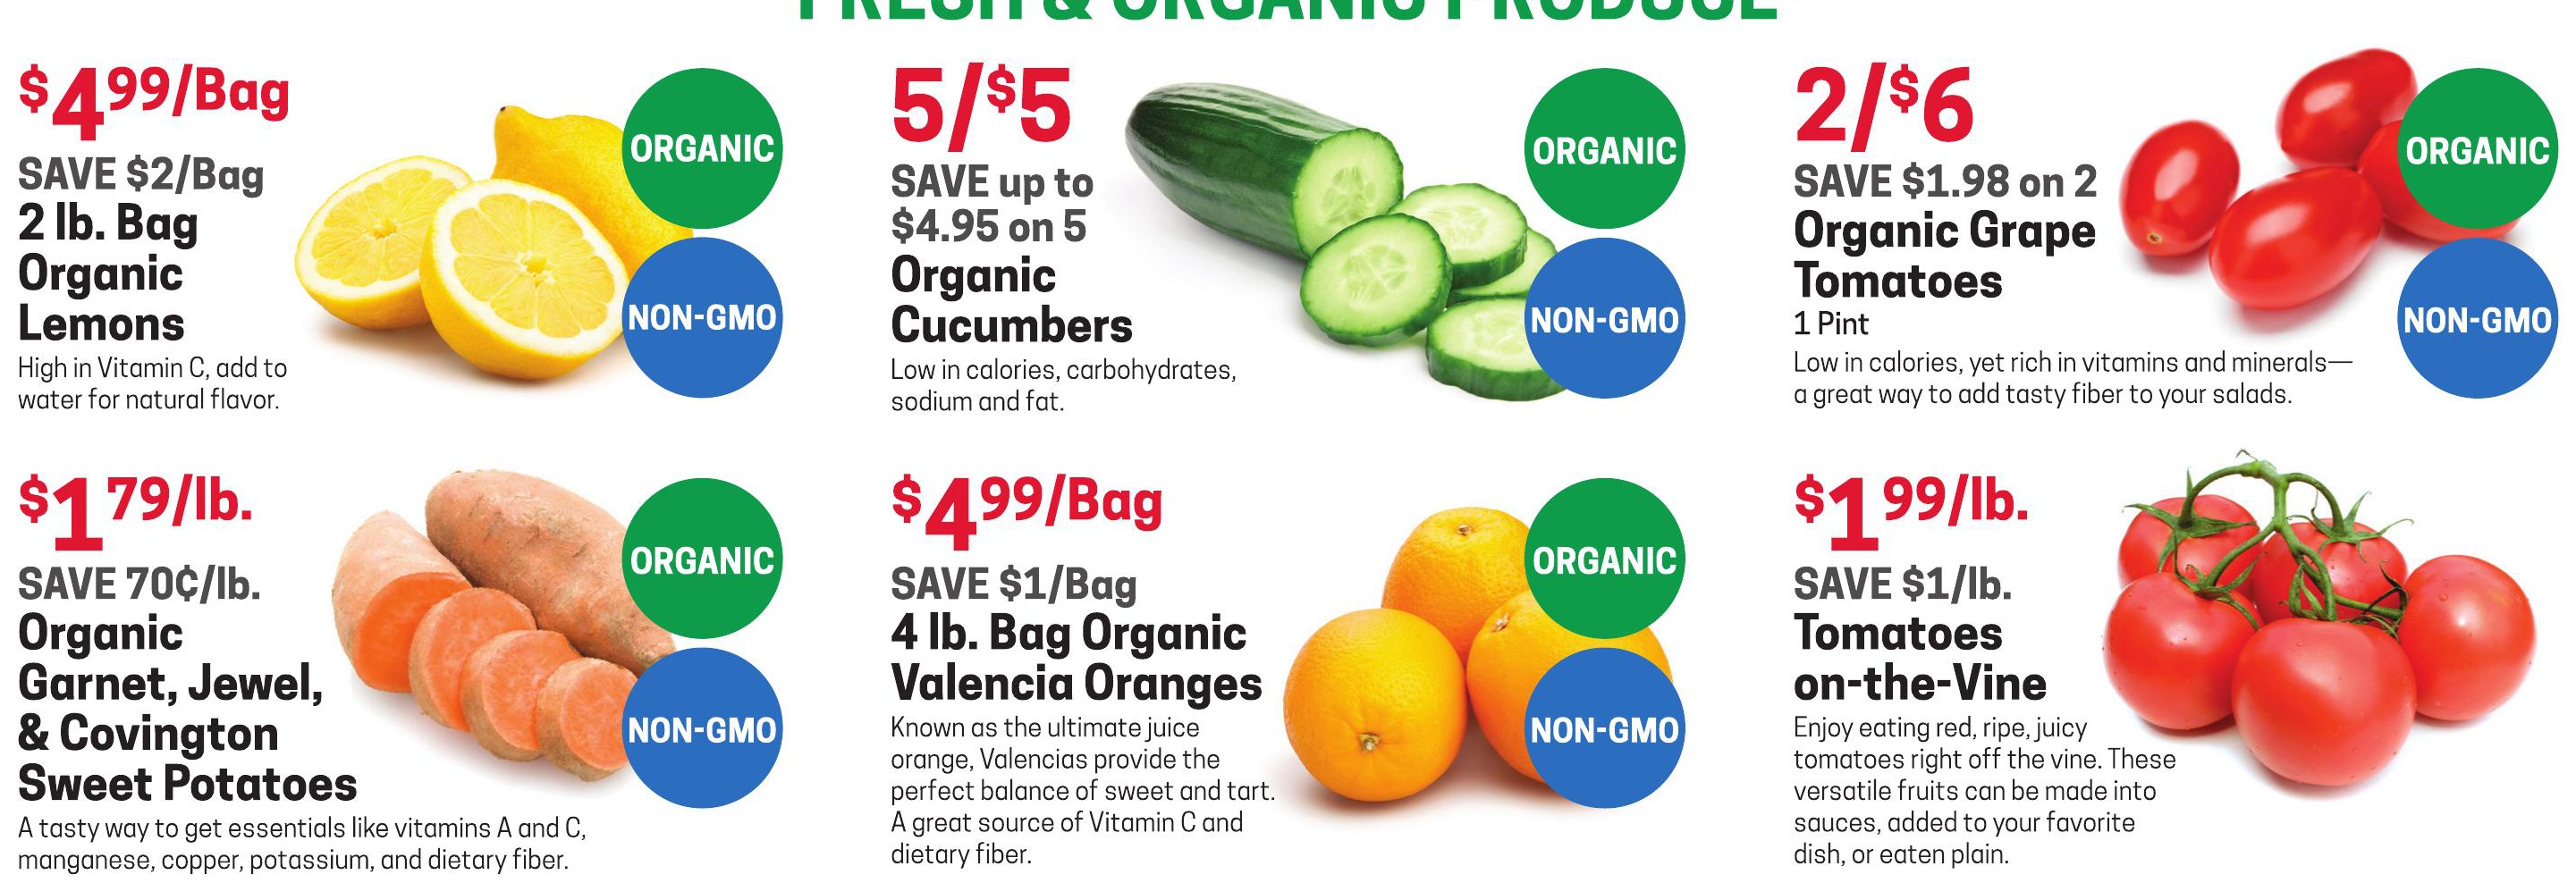 FRESH & ORGANIC PRODUCE
$4.99/Bag
SAVE $2/Bag
2 lb. Bag
Organic
Lemons
High in Vitamin C, add to
water for natural flavor.
ORGANIC
NON-GMO
5/$5
SAVE up to
$4.95 on 5
Organic
Cucumbers
Low in calories, carbohydrates,
sodium and fat.
ORGANIC
NON-GMO
2/$6
SAVE $1.98 on 2
Organic Grape
Tomatoes
1 Pint
Low in calories, yet rich in vitamins and minerals—
a great way to add tasty fiber to your salads.
ORGANIC
NON-GMO
$1.79/lb.
SAVE 70¢/lb.
Organic
Garnet, Jewel,
& Covington
Sweet Potatoes
A tasty way to get essentials like vitamins A and C,
manganese, copper, potassium, and dietary fiber.
ORGANIC
NON-GMO
$4.99/Bag
SAVE $1/Bag
4 lb. Bag Organic
Valencia Oranges
Known as the ultimate juice
orange, Valencias provide the
perfect balance of sweet and tart.
A great source of Vitamin C and
dietary fiber.
ORGANIC
NON-GMO
$1.99/lb.
SAVE $1/lb.
Tomatoes
on-the-Vine
Enjoy eating red, ripe, juicy
tomatoes right off the vine. These
versatile fruits can be made into
sauces, added to your favorite
dish, or eaten plain.